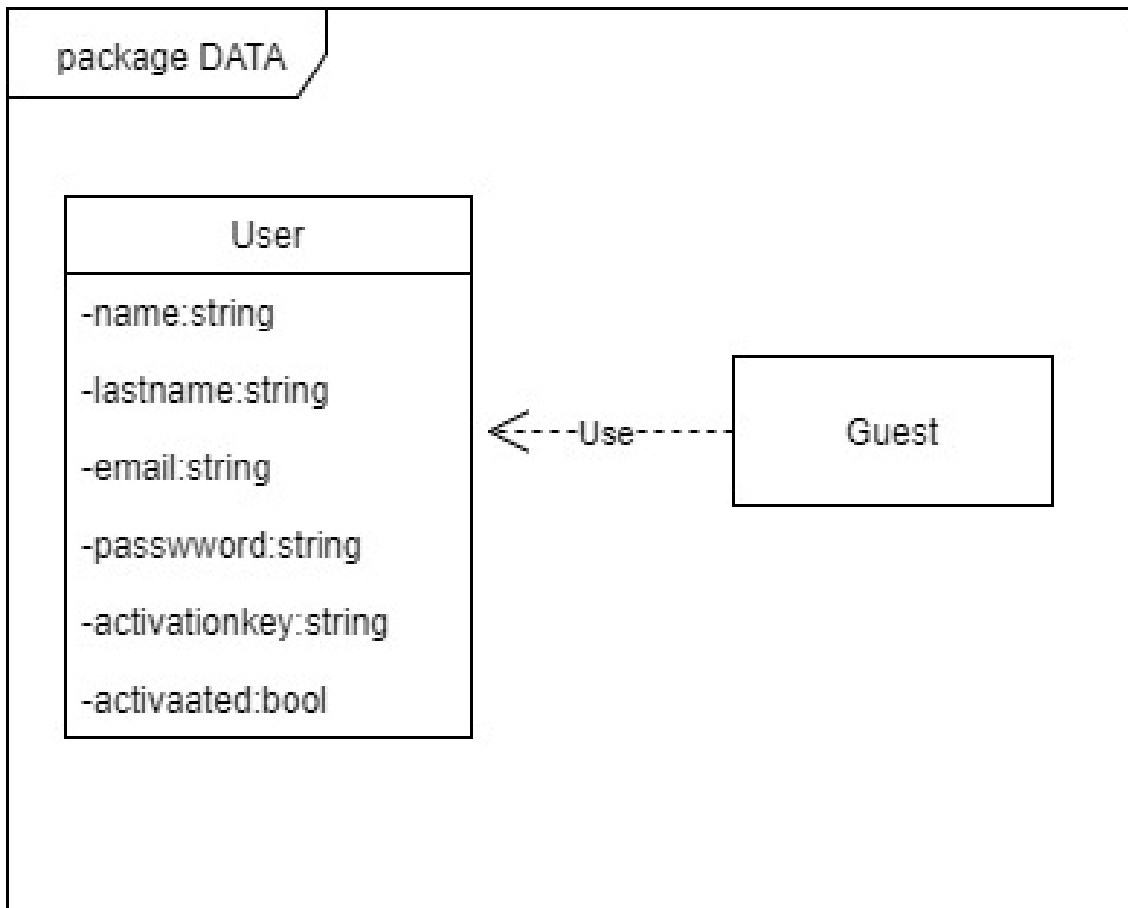 package DATA
User
-name:string
-lastname:string
-email:string
-passwword:string
-activationkey:string
-activaated:bool
Use
Guest